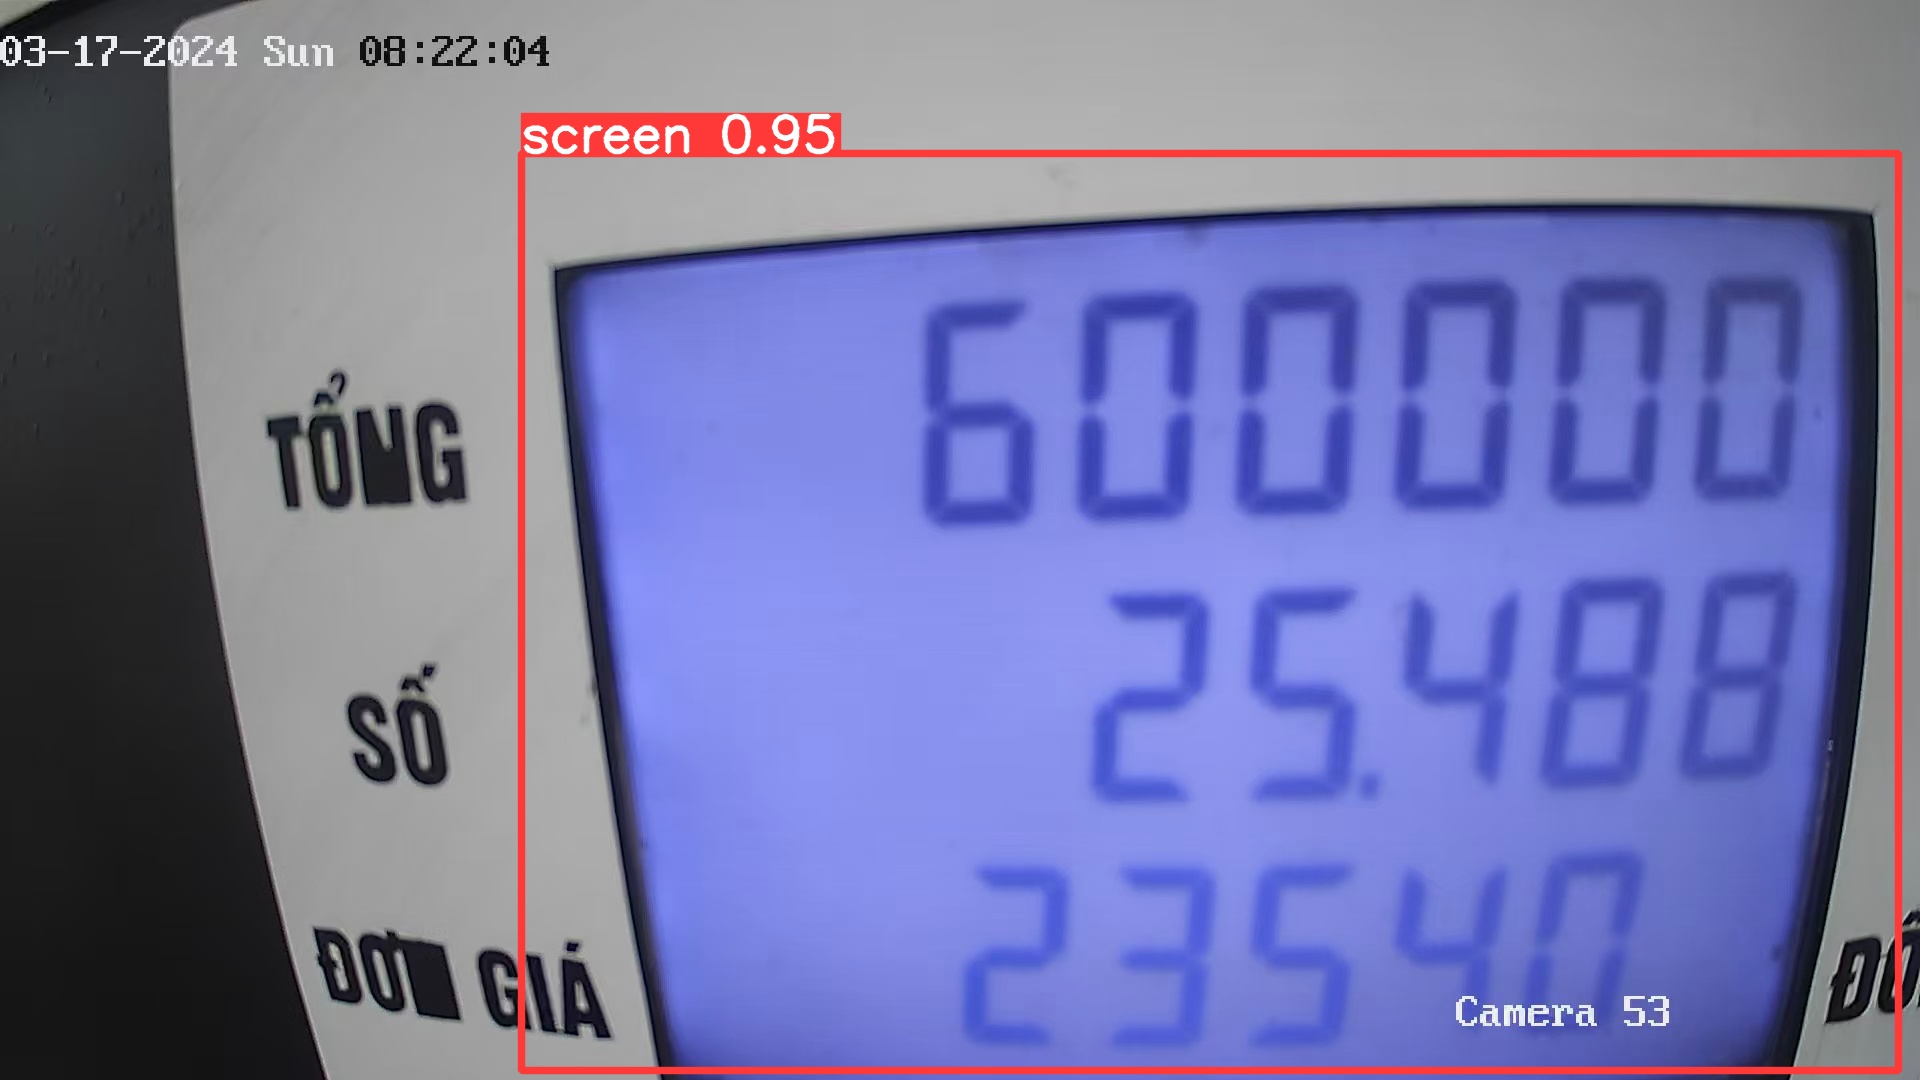 03-17-2024 Sun 08:22:04
screen 0.95
TỔNG 600000
SỐ 25.488
ĐƠN GIÁ 23540
Camera 53